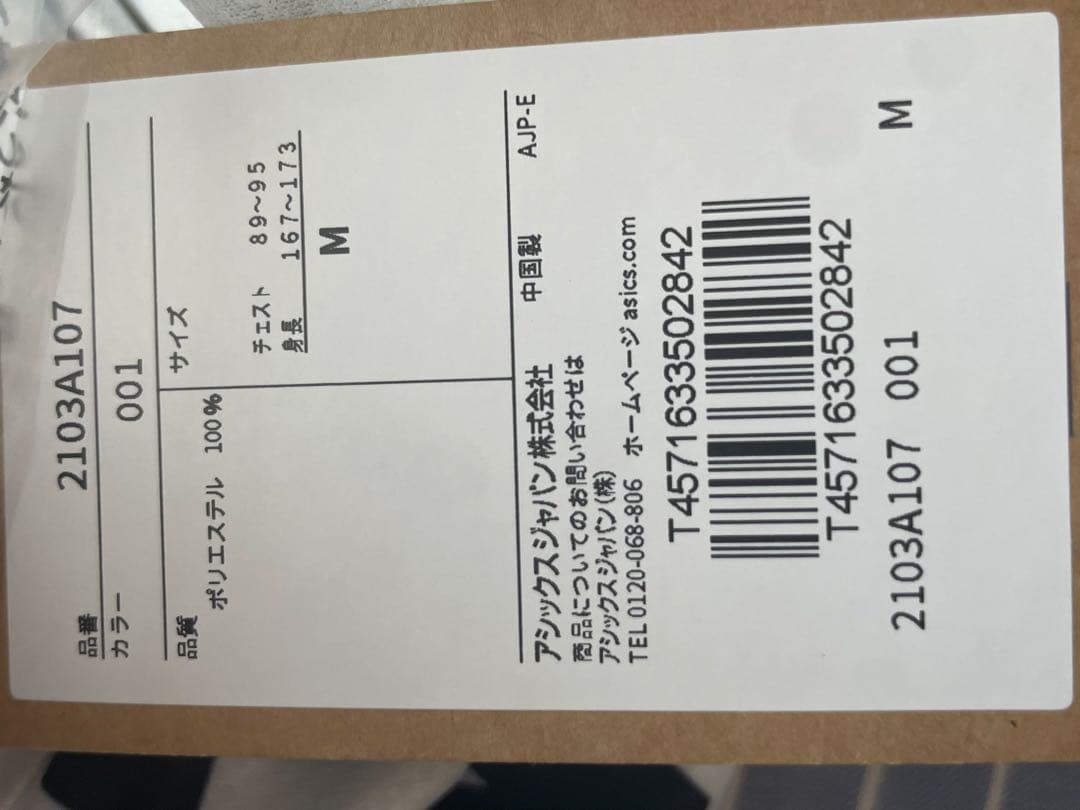 品番 2103A107
カラー 001
品質
ポリエステル 100%
サイズ
チェスト 89~95
身長 167~173
M
アシックスジャパン株式会社 中国製 AJP-E
商品についてのお問い合わせは
アシックスジャパン(株)
TEL 0120-068-806 ホームページ asics.com
T4571633502842
T4571633502842
2103A107 001 M